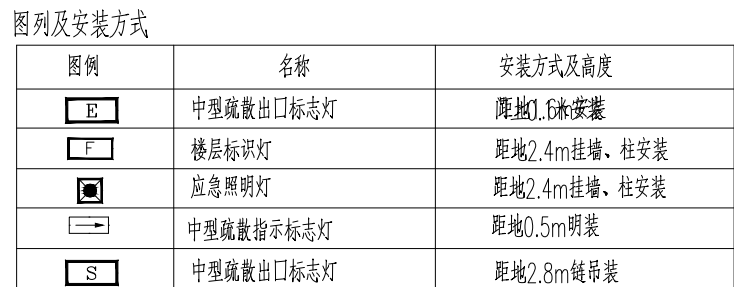 图列及安装方式
图例 名称 安装方式及高度
E 中型疏散出口标志灯
F 楼层标识灯 距地2.4m挂墙、柱安装
应急照明灯 距地2.4m挂墙、柱安装
中型疏散指示标志灯 距地0.5m明装
S 中型疏散出口标志灯 距地2.8m链吊装